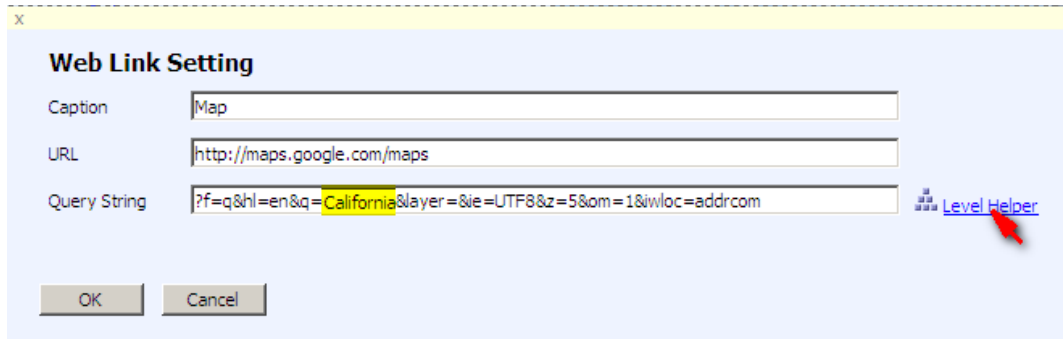 x
Web Link Setting
Caption Map
URL http://maps.google.com/maps
Query String ?f=q&hl=en&q=California&layer=&ie=UTF8&z=5&om=1&iwloc=addrcom Level Helper
OK Cancel